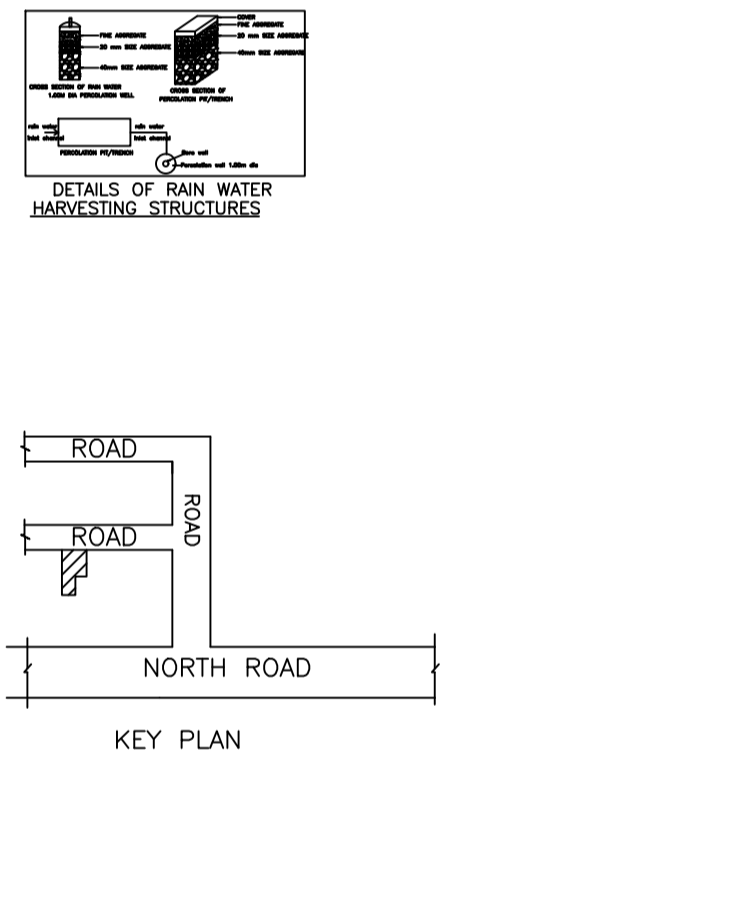 COVER
FINE AGGREGATE
FINE AGGREGATE
20 mm SIZE AGGREGATE
20 mm SIZE AGGREGATE
40mm SIZE AGGREGATE
40mm SIZE AGGREGATE
CROSS SECTION OF RAIN WATER
1.00M DIA PERCOLATION WELL
CROSS SECTION OF
PERCOLATION PIT/TRENCH
rain water
inlet channel
rain water
inlet channel
PERCOLATION PIT/TRENCH
Bore well
Percolation well 1.00m dia
DETAILS OF RAIN WATER
HARVESTING STRUCTURES
ROAD
ROAD
ROAD
NORTH ROAD
KEY PLAN